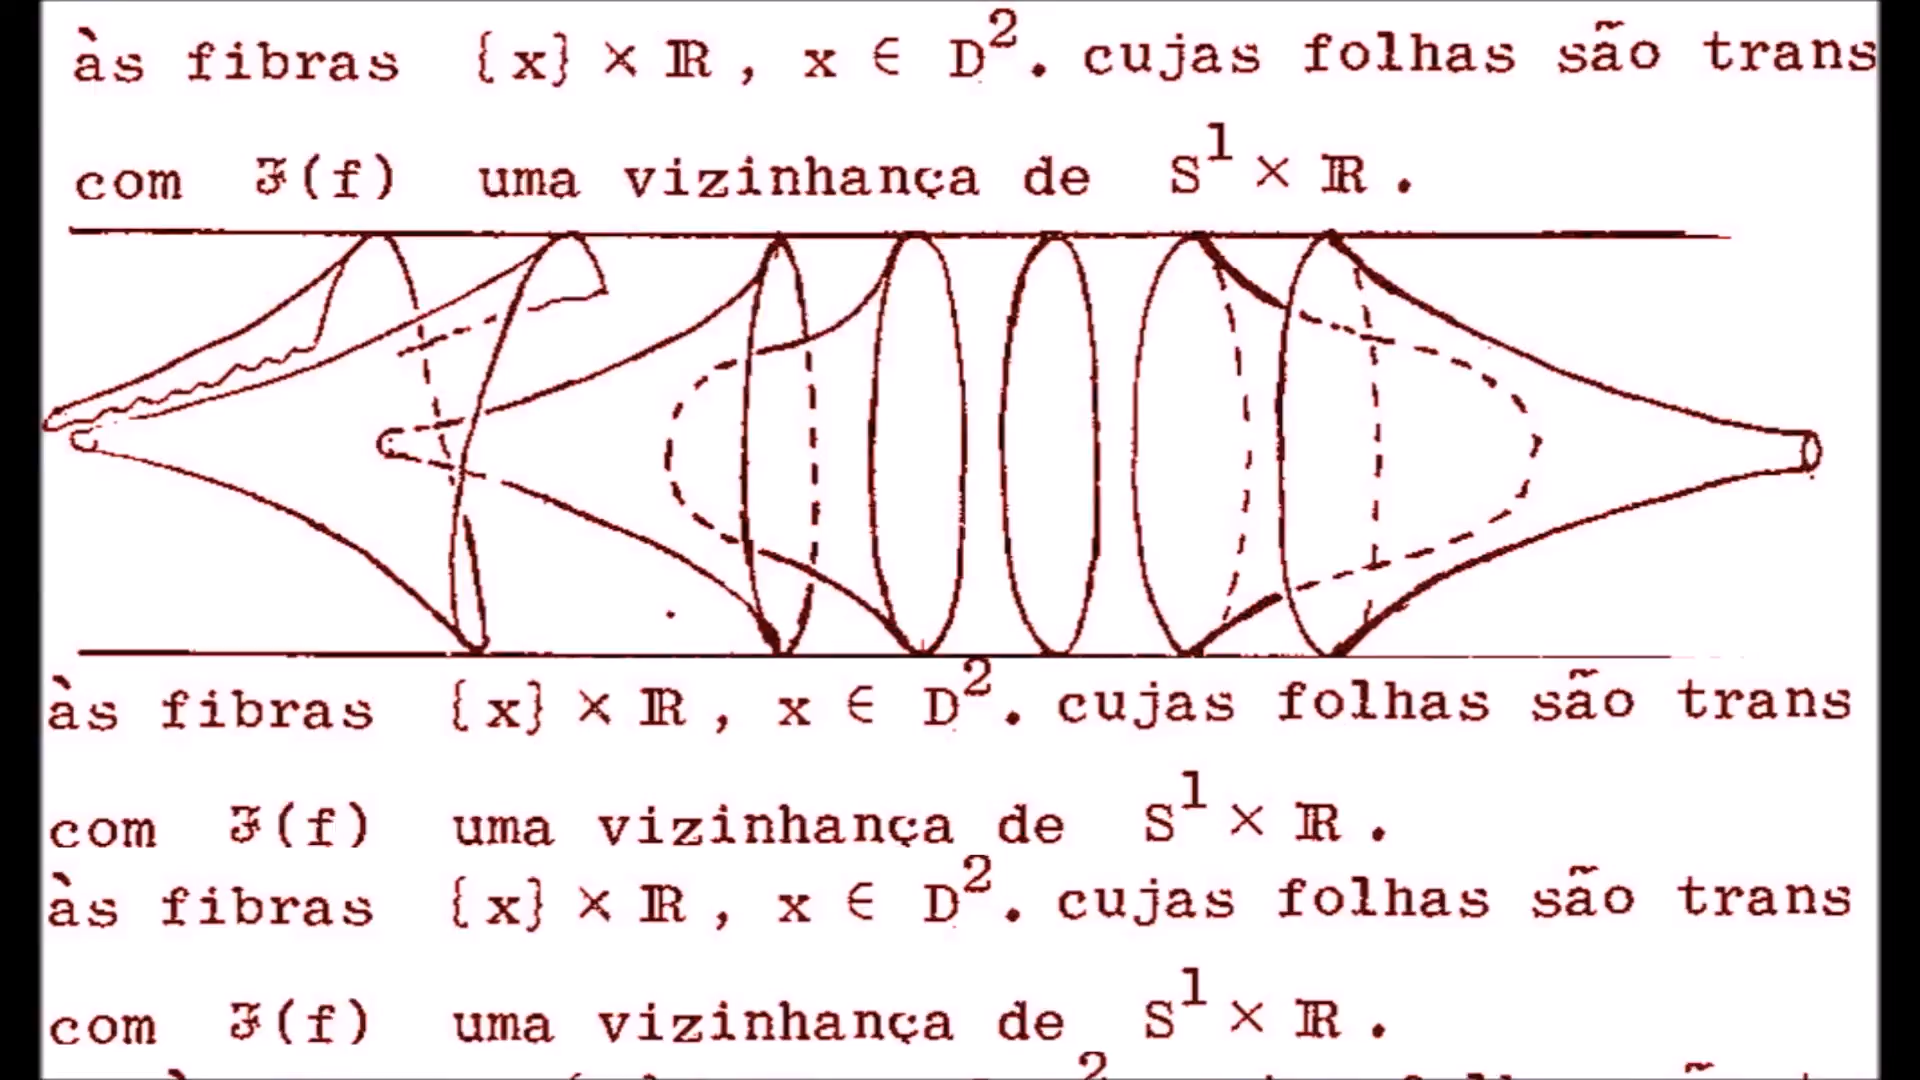 às fibras {x} × ℝ, x ∈ D². cujas folhas são trans
com ℱ(f) uma vizinhança de S¹ × ℝ.
às fibras {x} × ℝ, x ∈ D². cujas folhas são trans
com ℱ(f) uma vizinhança de S¹ × ℝ.
às fibras {x} × ℝ, x ∈ D². cujas folhas são trans
com ℱ(f) uma vizinhança de S¹ × ℝ.